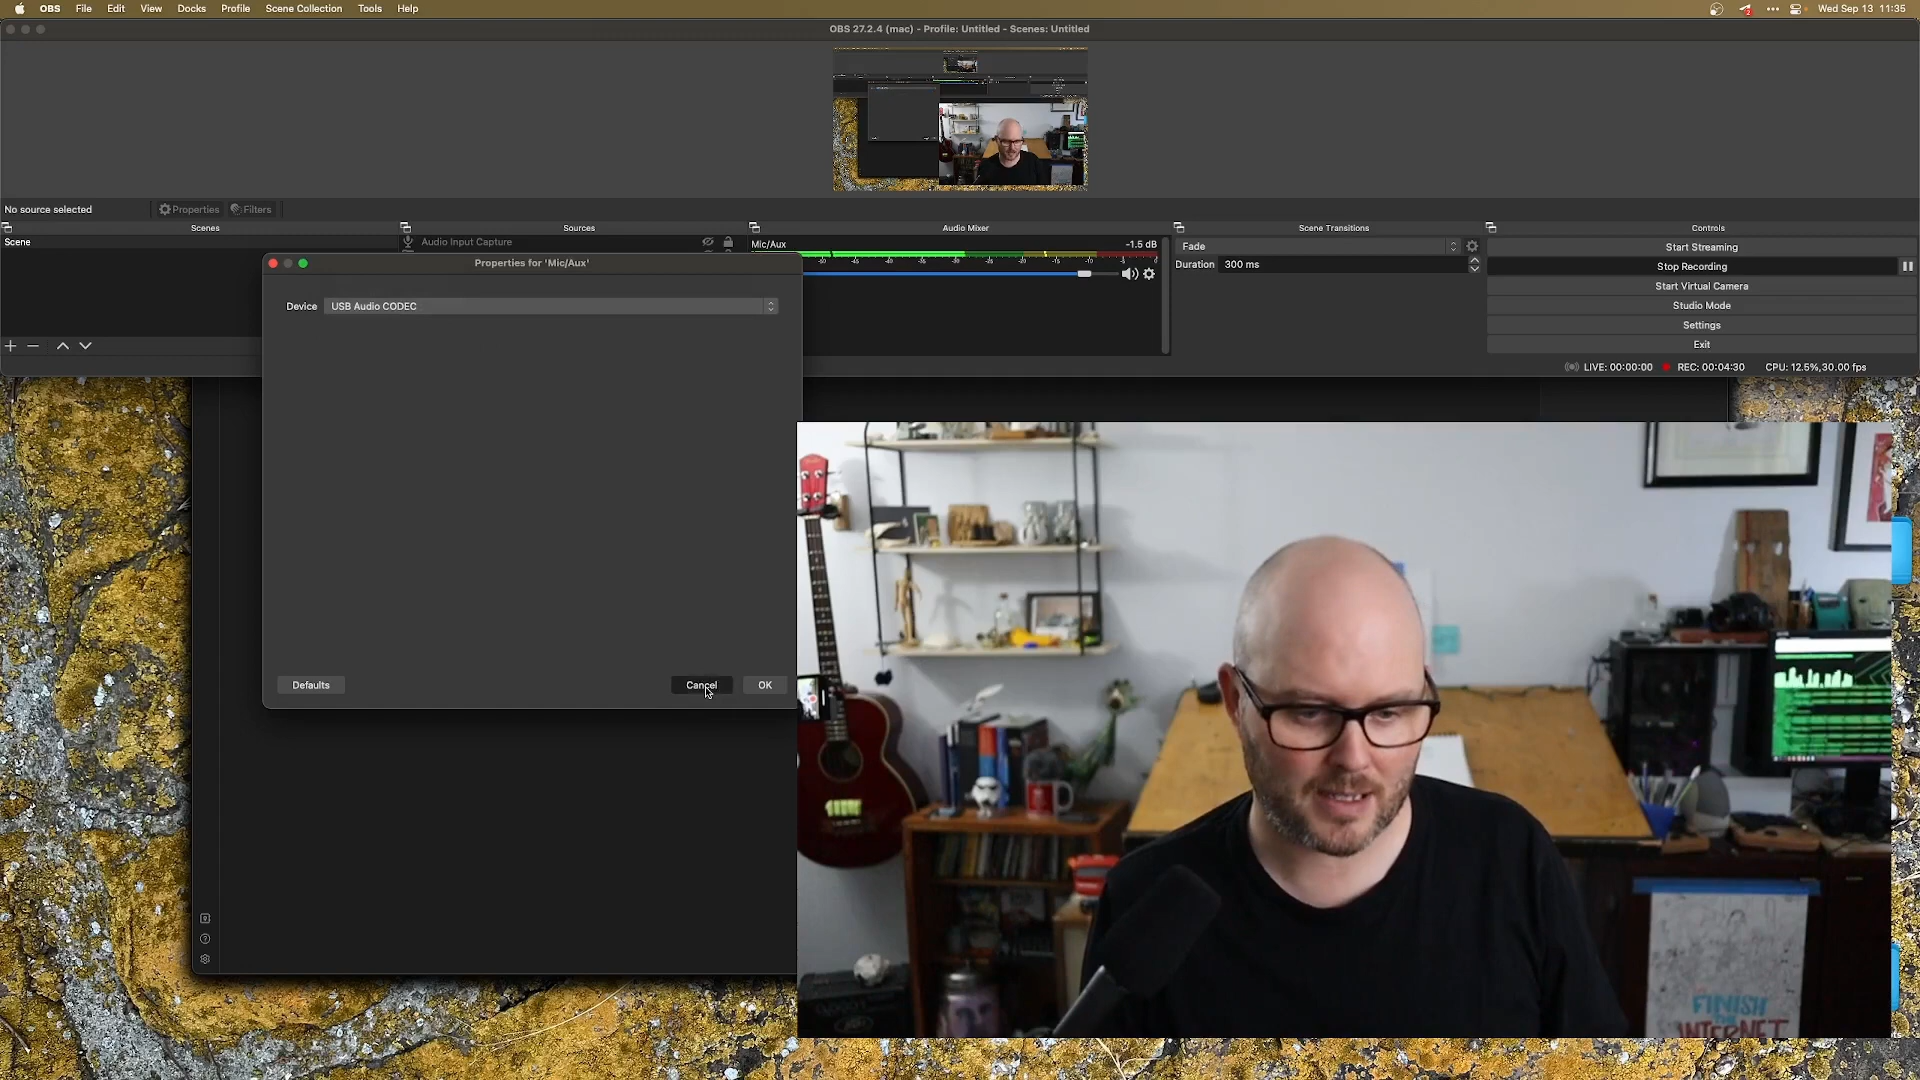 OBS File Edit View Docks Profile Scene Collection Tools Help
Wed Sep 13 11:35
OBS 27.2.4 (mac) - Profile: Untitled - Scenes: Untitled
No source selected
Properties
Filters
Scenes
Sources
Audio Mixer
Scene Transitions
Controls
Scene
Audio Input Capture
Mic/Aux
-1.5 dB
Fade
Duration 300 ms
Start Streaming
Stop Recording
Start Virtual Camera
Studio Mode
Settings
Exit
LIVE: 00:00:00
REC: 00:04:30
CPU: 12.5%,30.00 fps
Properties for 'Mic/Aux'
Device
USB Audio CODEC
Defaults
Cancel
OK
FINISH
INTERNET